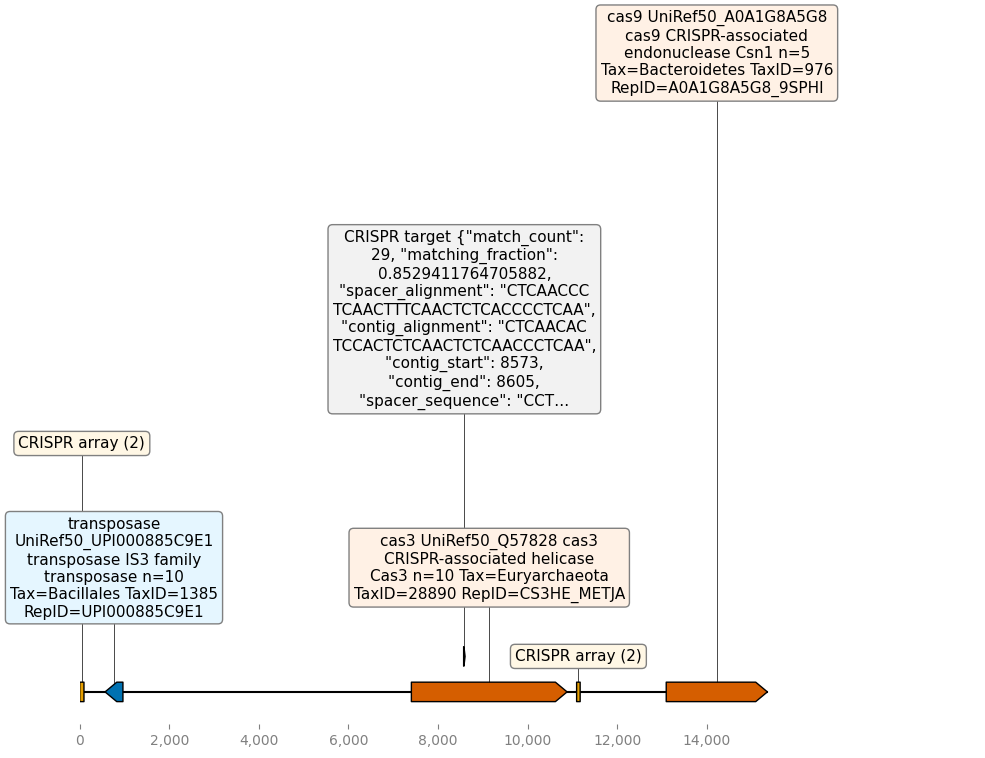 cas9 UniRef50_A0A1G8A5G8
cas9 CRISPR-associated
endonuclease Csn1 n=5
Tax=Bacteroidetes TaxID=976
RepID=A0A1G8A5G8_9SPHI
CRISPR target {"match_count":
29, "matching_fraction":
0.8529411764705882,
"spacer_alignment": "CTCAACCC
TCAACTTTCAACTCTCACCCCTCAA",
"contig_alignment": "CTCAACAC
TCCACTCTCAACTCTCAACCCTCAA",
"contig_start": 8573,
"contig_end": 8605,
"spacer_sequence": "CCT...
CRISPR array (2)
transposase
UniRef50_UPI000885C9E1
transposase IS3 family
transposase n=10
Tax=Bacillales TaxID=1385
RepID=UPI000885C9E1
cas3 UniRef50_Q57828 cas3
CRISPR-associated helicase
Cas3 n=10 Tax=Euryarchaeota
TaxID=28890 RepID=CS3HE_METJA
CRISPR array (2)
0 2,000 4,000 6,000 8,000 10,000 12,000 14,000